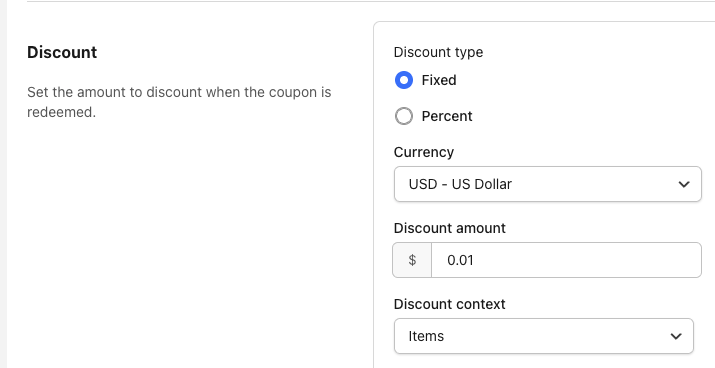 Discount
Set the amount to discount when the coupon is
redeemed.
Discount type
Fixed
Percent
Currency
USD - US Dollar
Discount amount
$ 0.01
Discount context
Items